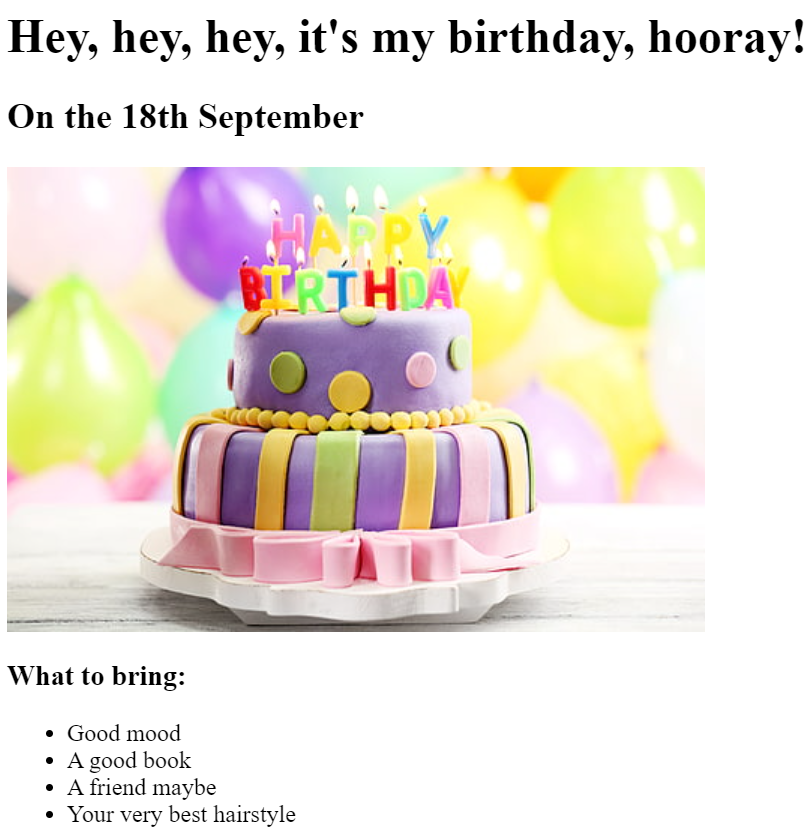 Hey, hey, hey, it's my birthday, hooray!
On the 18th September
HAPPY
BIRTHDAY
What to bring:
Good mood
A good book
A friend maybe
Your very best hairstyle